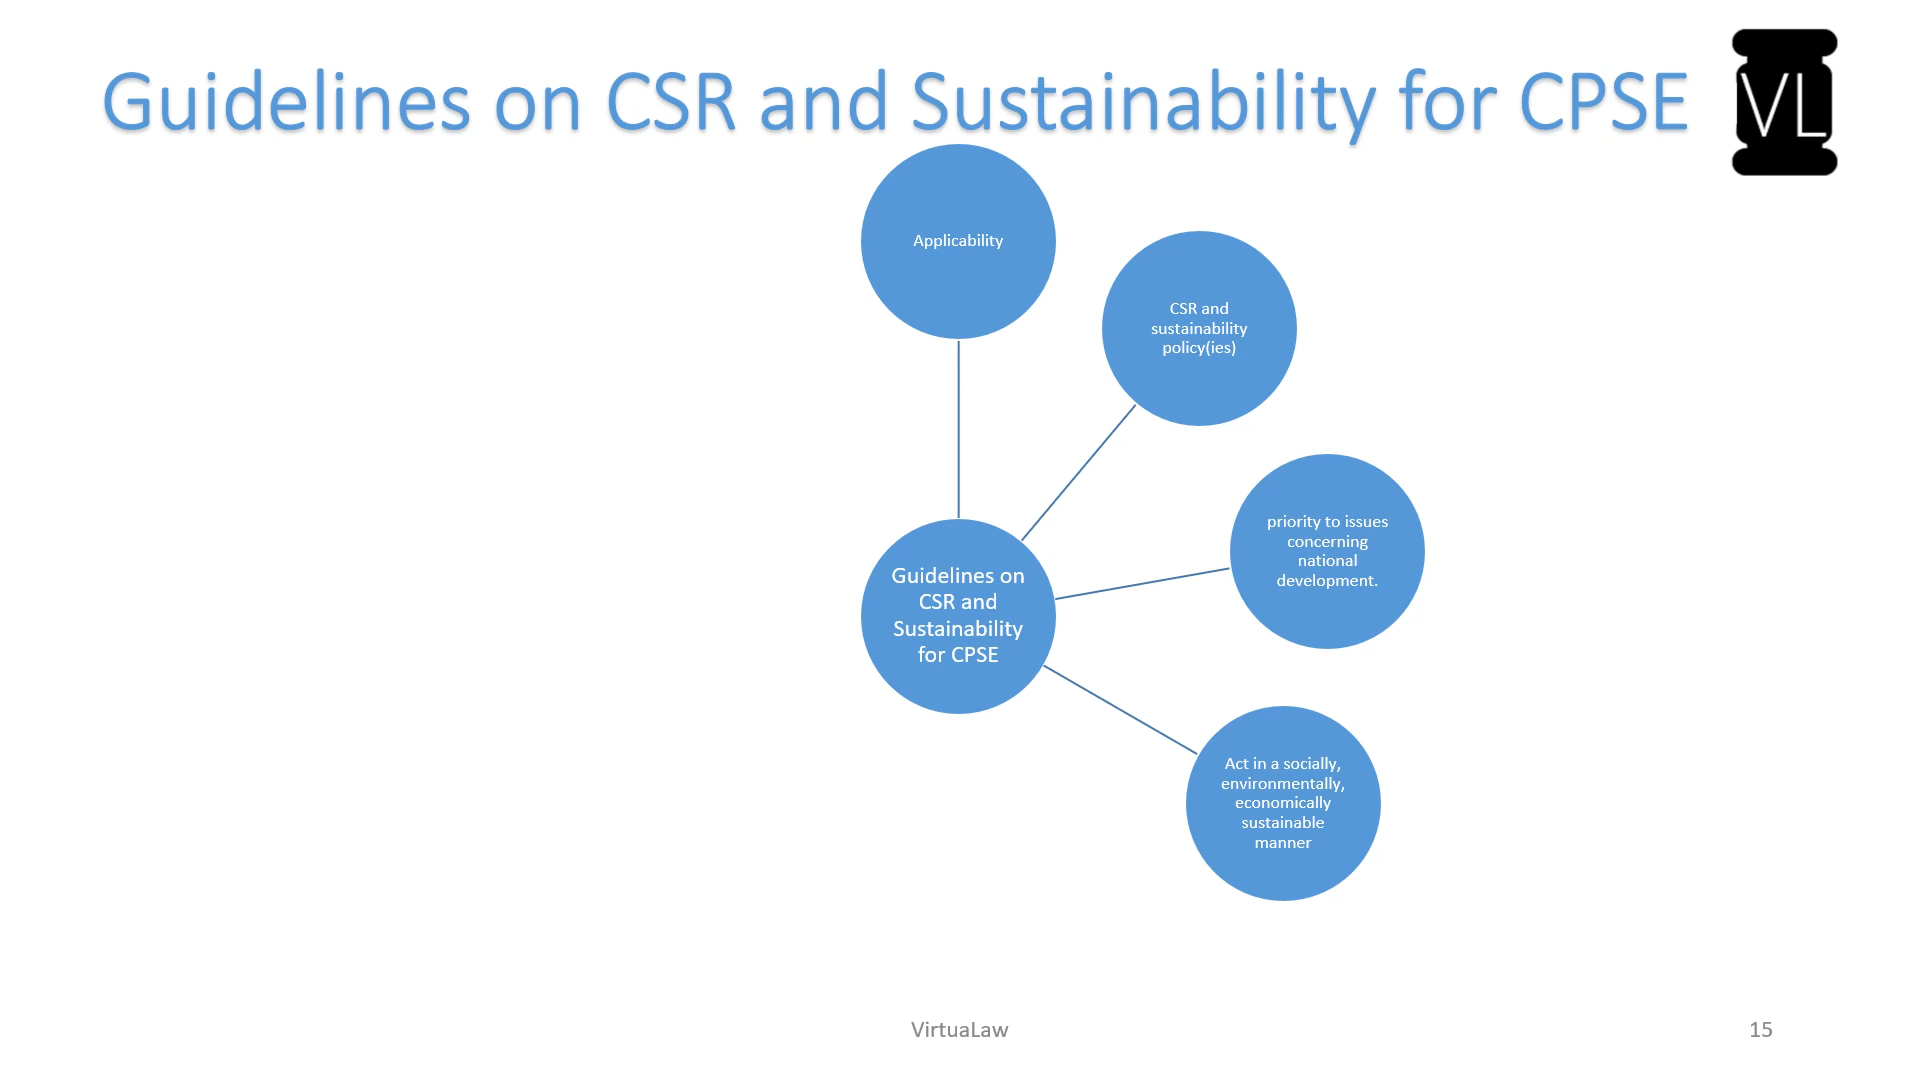 Guidelines on CSR and Sustainability for CPSE
VL
Applicability
CSR and
sustainability
policy(ies)
priority to issues
concerning
national
development.
Guidelines on
CSR and
Sustainability
for CPSE
Act in a socially,
environmentally,
economically
sustainable
manner
VirtuaLaw
15